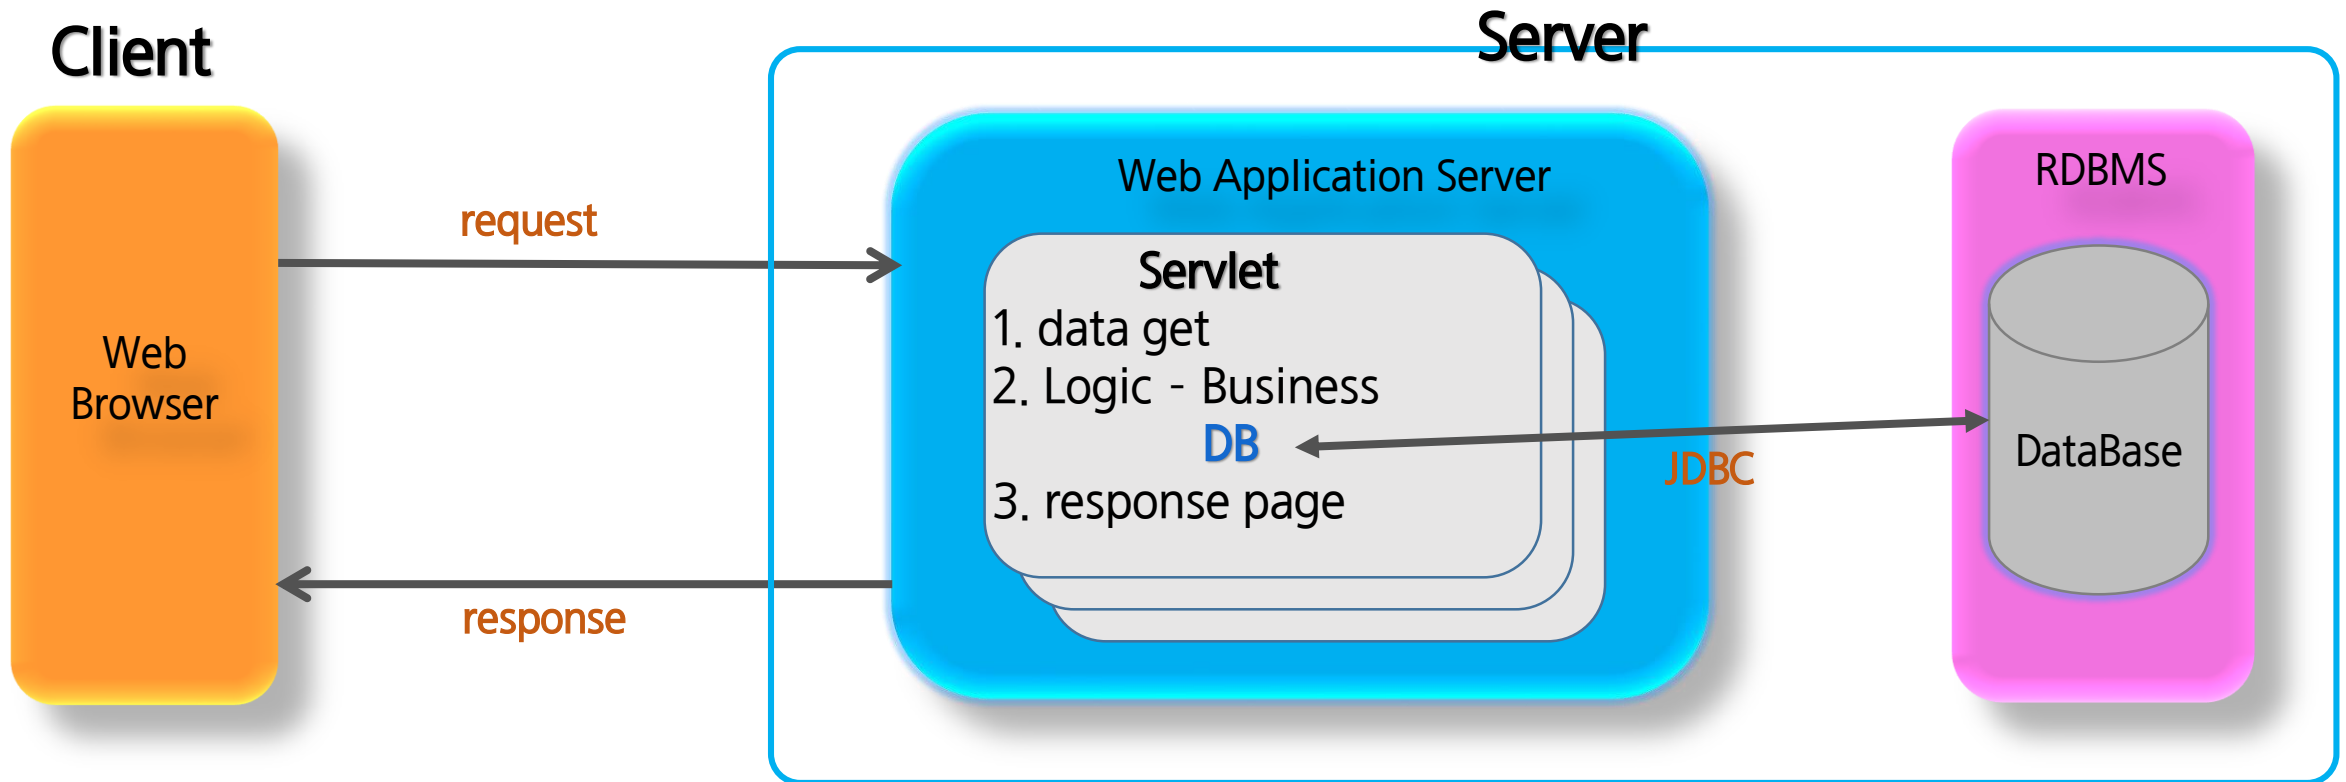 Client
Server
Web Application Server
RDBMS
request
Servlet
1. data get
2. Logic - Business
DB
3. response page
Web
Browser
JDBC
DataBase
response